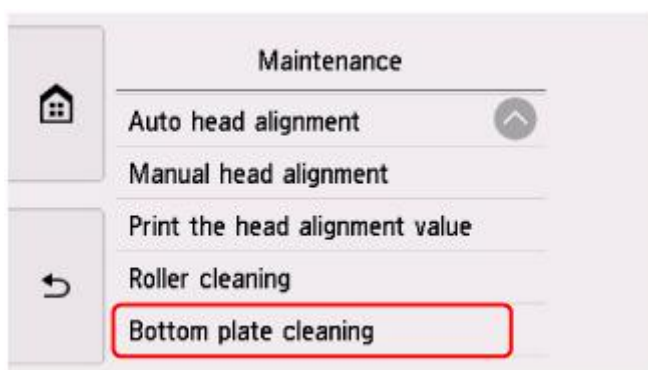 Maintenance
Auto head alignment
Manual head alignment
Print the head alignment value
Roller cleaning
Bottom plate cleaning